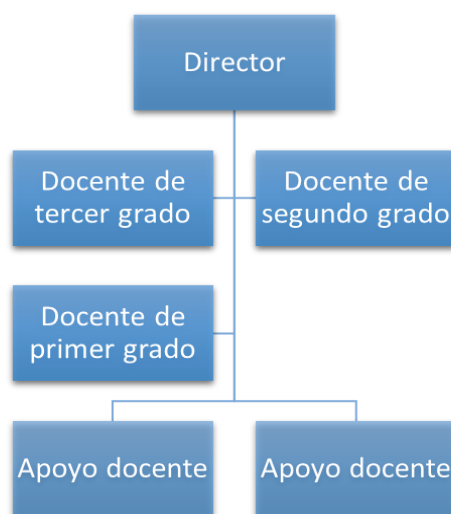 Director
Docente de
tercer grado
Docente de
segundo grado
Docente de
primer grado
Apoyo docente
Apoyo docente